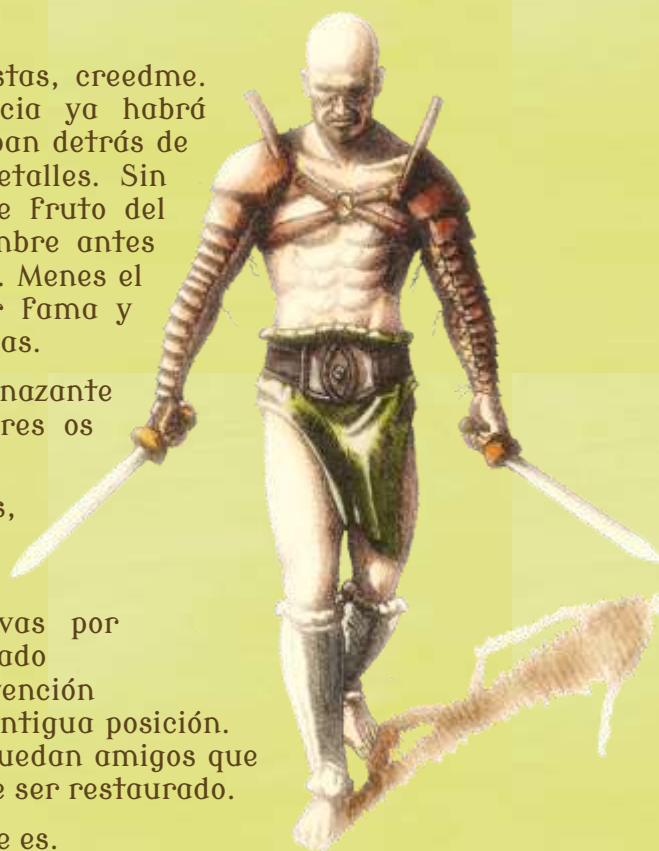 stas, creedme.
cia ya habrá
ban detrás de
etalles. Sin
e fruto del
mbre antes
. Menes el
r fama y
as.
nazante
res os
s,
vas por
ado
vención
ntigua posición.
uedan amigos que
e ser restaurado.
e es.